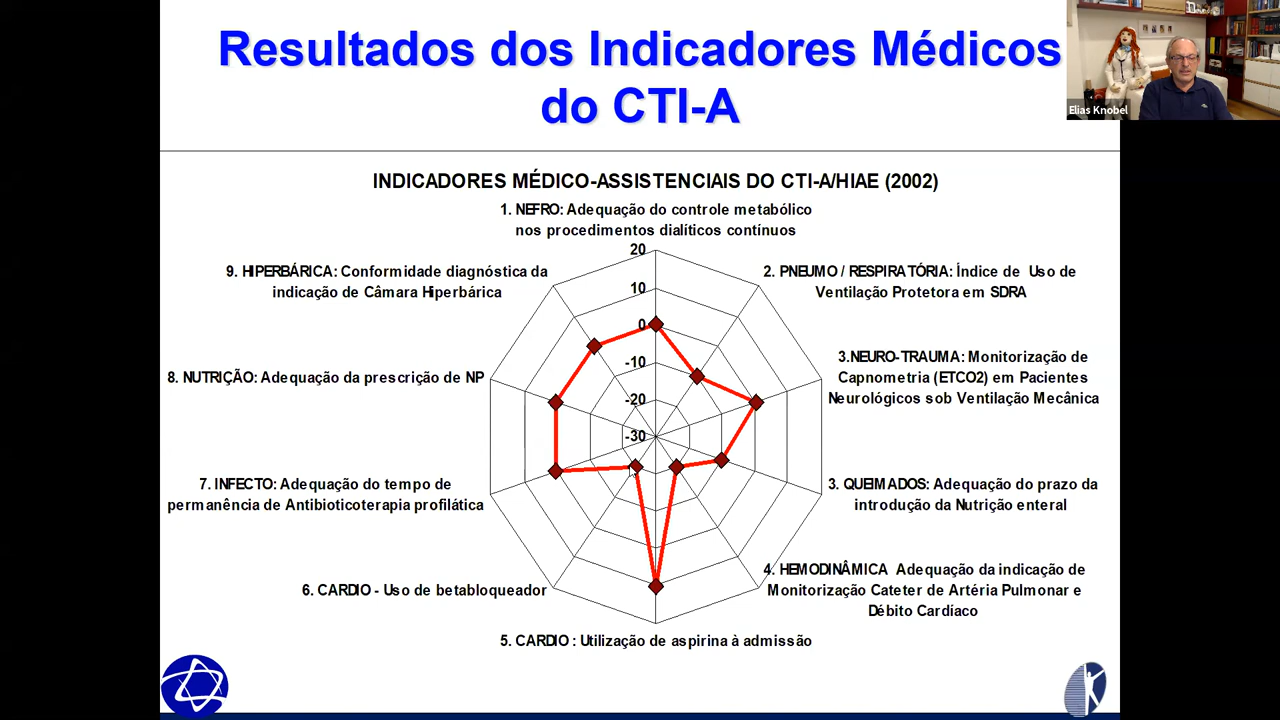 Resultados dos Indicadores Médicos
do CTI-A
Elias Knobel
INDICADORES MÉDICO-ASSISTENCIAIS DO CTI-A/HIAE (2002)
1. NEFRO: Adequação do controle metabólico
nos procedimentos dialíticos contínuos
20
10
0
-10
-20
-30
2. PNEUMO / RESPIRATÓRIA: Índice de Uso de
Ventilação Protetora em SDRA
3.NEURO-TRAUMA: Monitorização de
Capnometria (ETCO2) em Pacientes
Neurológicos sob Ventilação Mecânica
3. QUEIMADOS: Adequação do prazo da
introdução da Nutrição enteral
4. HEMODINÂMICA Adequação da indicação de
Monitorização Cateter de Artéria Pulmonar e
Débito Cardíaco
5. CARDIO : Utilização de aspirina à admissão
6. CARDIO - Uso de betabloqueador
7. INFECTO: Adequação do tempo de
permanência de Antibioticoterapia profilática
8. NUTRIÇÃO: Adequação da prescrição de NP
9. HIPERBÁRICA: Conformidade diagnóstica da
indicação de Câmara Hiperbárica